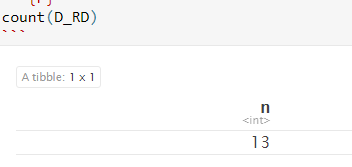 count(D_RD)
```
A tibble: 1 x 1
n
<int>
13